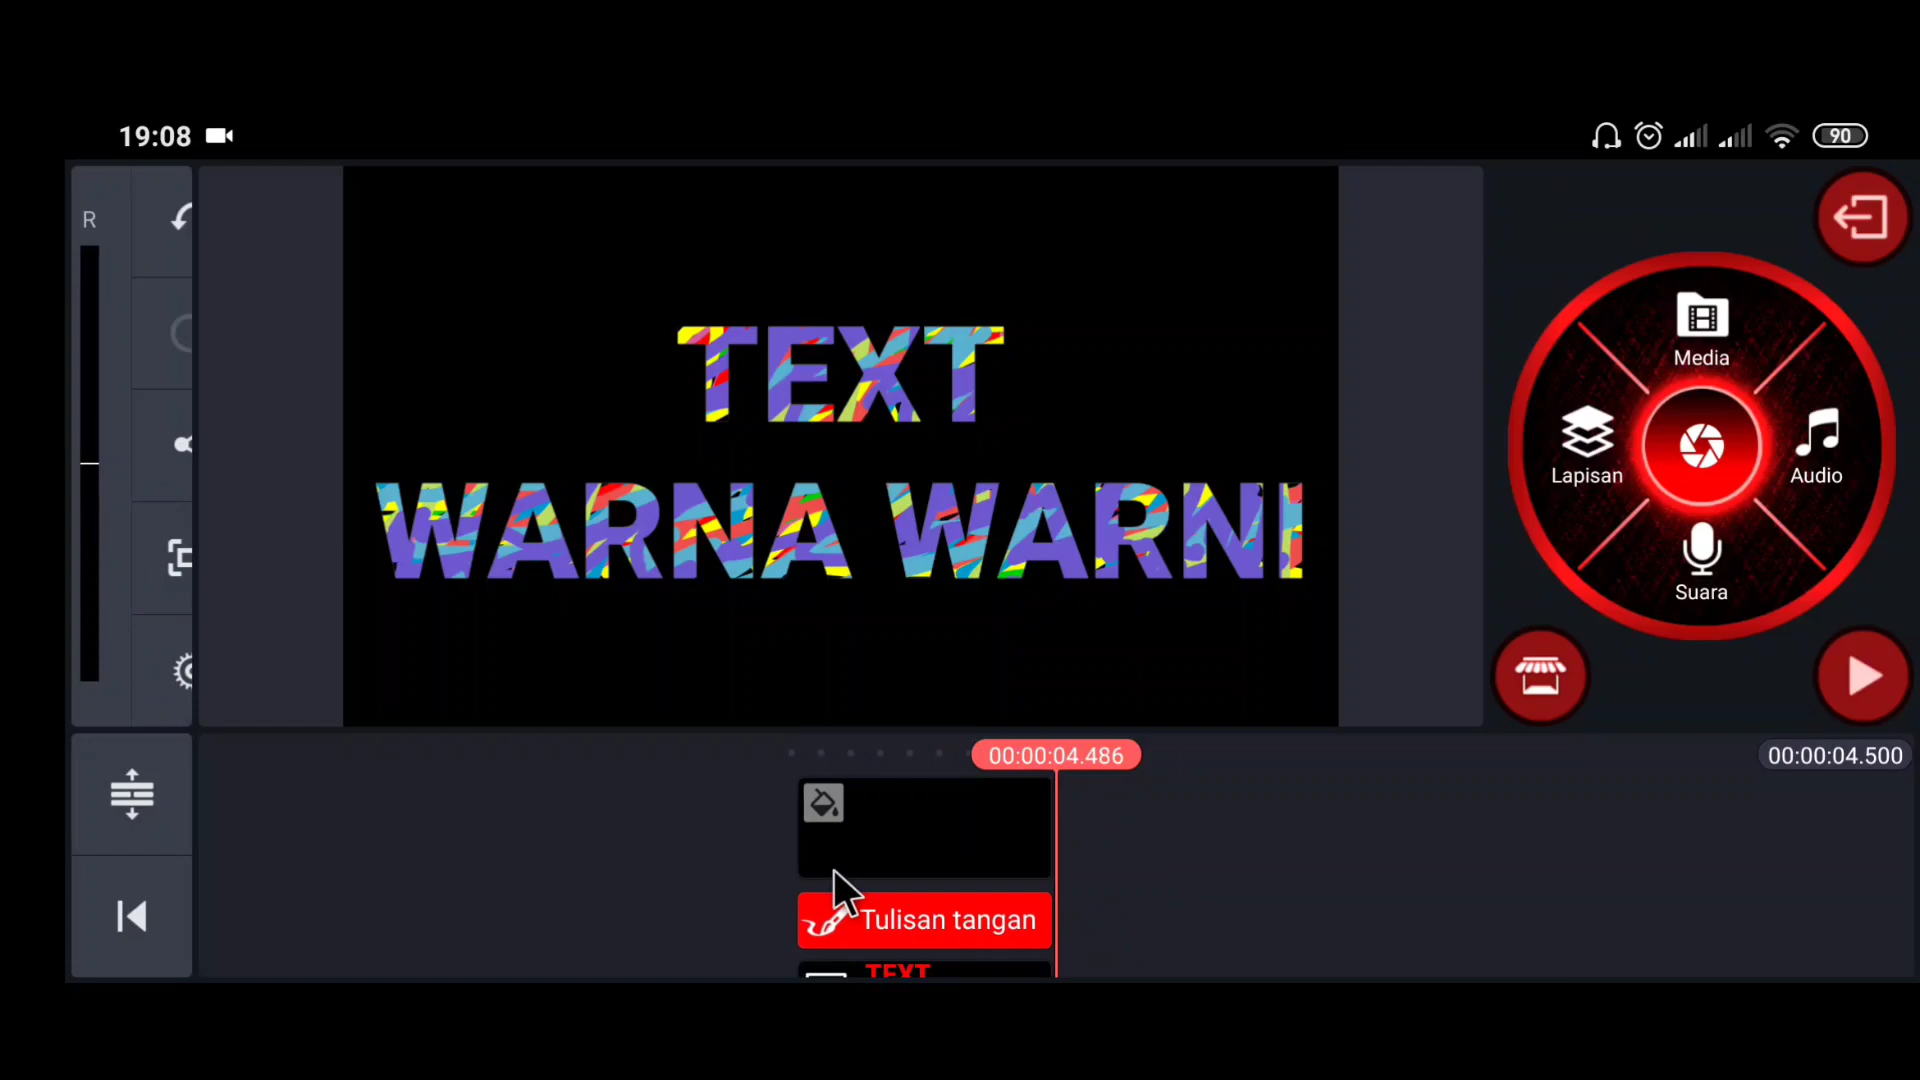 19:08
90
R
TEXT
WARNA WARNI
Media
Lapisan
Audio
Suara
00:00:04.486
00:00:04.500
Tulisan tangan
TEXT